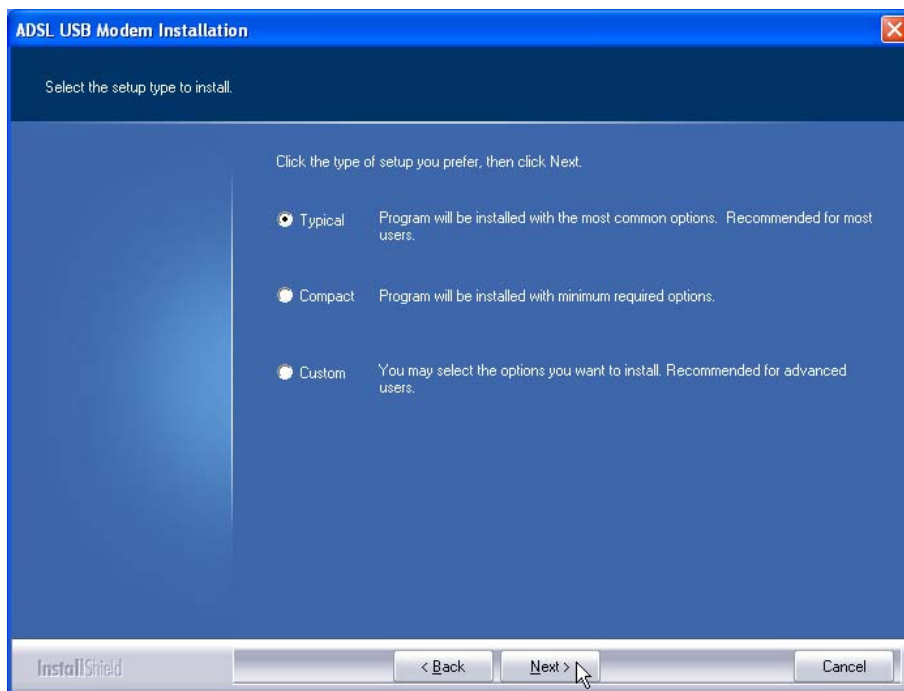 ADSL USB Modem Installation
Select the setup type to install.
Click the type of setup you prefer, then click Next.
Typical
Program will be installed with the most common options. Recommended for most
users.
Compact
Program will be installed with minimum required options.
Custom
You may select the options you want to install. Recommended for advanced
users.
InstallShield
< Back
Next >
Cancel